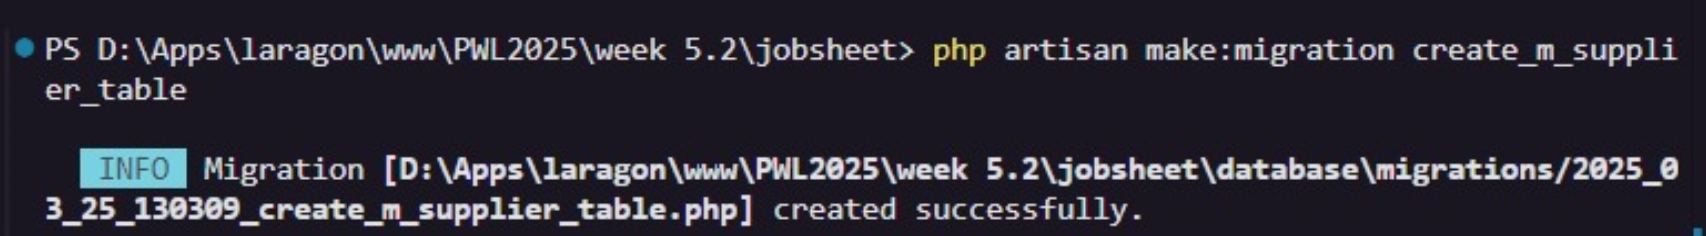 PS D:\Apps\laragon\www\PWL2025\week 5.2\jobsheet> php artisan make:migration create_m_suppli
er_table
INFO Migration [D:\Apps\laragon\www\PWL2025\week 5.2\jobsheet\database\migrations/2025_0
3_25_130309_create_m_supplier_table.php] created successfully.